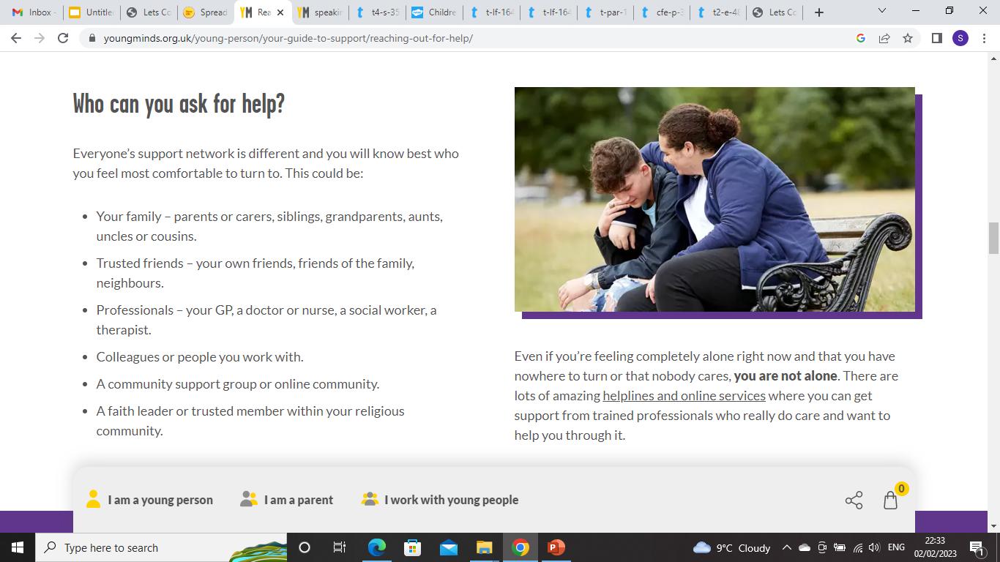 Inbox -
Untitle
Lets Co
Spread
Rea
speakin
t4-s-35
Childre
t-lf-164
t-lf-164
t-par-1
cfe-p-3
t2-e-48
Lets Co
youngminds.org.uk/young-person/your-guide-to-support/reaching-out-for-help/
S
Who can you ask for help?
Everyone’s support network is different and you will know best who
you feel most comfortable to turn to. This could be:
• Your family – parents or carers, siblings, grandparents, aunts,
uncles or cousins.
• Trusted friends – your own friends, friends of the family,
neighbours.
• Professionals – your GP, a doctor or nurse, a social worker, a
therapist.
• Colleagues or people you work with.
• A community support group or online community.
• A faith leader or trusted member within your religious
community.
Even if you’re feeling completely alone right now and that you have
nowhere to turn or that nobody cares, you are not alone. There are
lots of amazing helplines and online services where you can get
support from trained professionals who really do care and want to
help you through it.
I am a young person
I am a parent
I work with young people
0
Type here to search
9°C Cloudy
ENG
22:33
02/02/2023
1